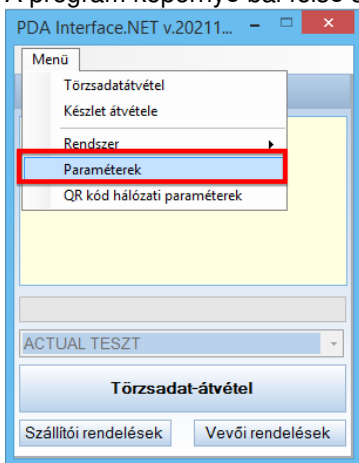 PDA Interface.NET v.20211...
Menü
Törzsadatátvétel
Készlet átvétele
Rendszer
Paraméterek
QR kód hálózati paraméterek
ACTUAL TESZT
Törzsadat-átvétel
Szállítói rendelések
Vevői rendelések